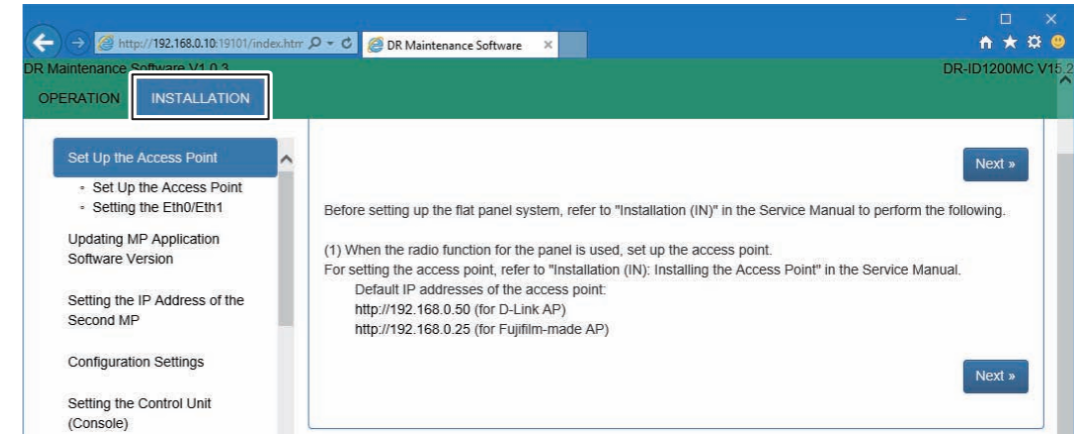 http://192.168.0.10:19101/index.htm
DR Maintenance Software
DR Maintenance Software V1.0.3
DR-ID1200MC V15.2
OPERATION
INSTALLATION
Set Up the Access Point
Set Up the Access Point
Setting the Eth0/Eth1
Updating MP Application
Software Version
Setting the IP Address of the
Second MP
Configuration Settings
Setting the Control Unit
(Console)
Next »
Before setting up the flat panel system, refer to "Installation (IN)" in the Service Manual to perform the following.
(1) When the radio function for the panel is used, set up the access point.
For setting the access point, refer to "Installation (IN): Installing the Access Point" in the Service Manual.
Default IP addresses of the access point:
http://192.168.0.50 (for D-Link AP)
http://192.168.0.25 (for Fujifilm-made AP)
Next »